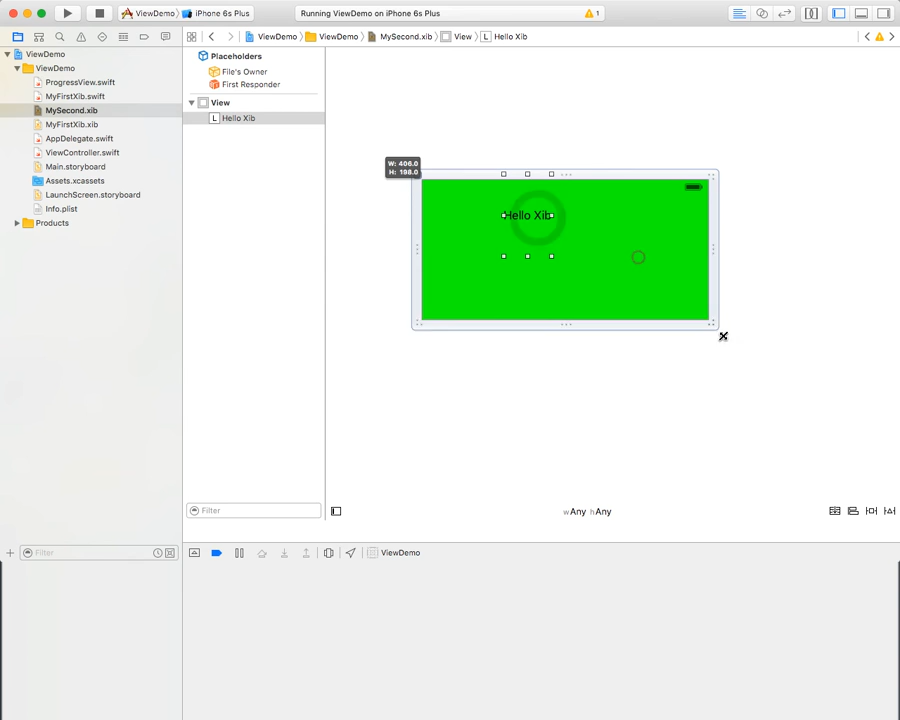 ViewDemo 〉 iPhone 6s Plus
Running ViewDemo on iPhone 6s Plus
1
ViewDemo 〉 ViewDemo 〉 MySecond.xib 〉 View 〉 L Hello Xib
ViewDemo
ViewDemo
ProgressView.swift
MyFirstXib.swift
MySecond.xib
MyFirstXib.xib
AppDelegate.swift
ViewController.swift
Main.storyboard
Assets.xcassets
LaunchScreen.storyboard
Info.plist
Products
Placeholders
File's Owner
First Responder
View
L Hello Xib
W: 406.0
H: 198.0
Hello Xib
Filter
wAny hAny
Filter
ViewDemo